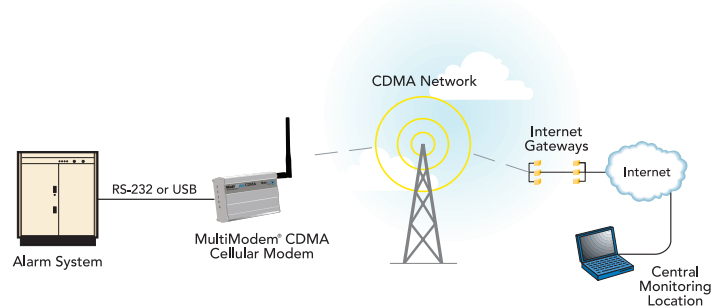 CDMA Network
Internet
Gateways
Internet
RS-232 or USB
MultiModem® CDMA
Cellular Modem
Alarm System
Central
Monitoring
Location